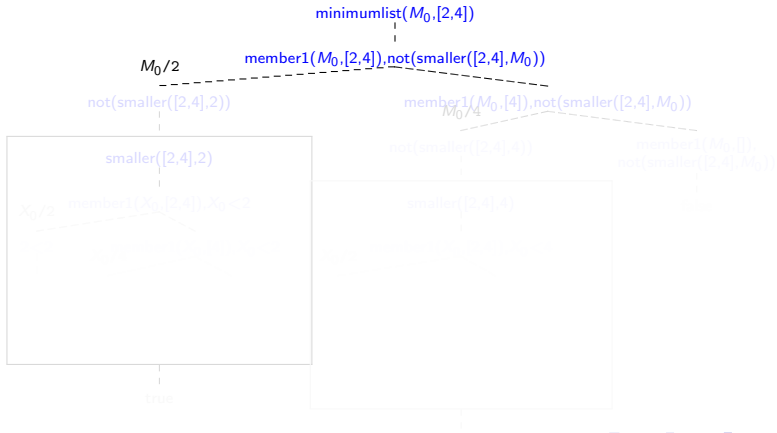 minimumlist(M₀,[2,4])
member1(M₀,[2,4]),not(smaller([2,4],M₀))
M₀/2
not(smaller([2,4],2))
member1(M₀,[4]),not(smaller([2,4],M₀))
M₀/4
not(smaller([2,4],4))
member1(M₀,[])
not(smaller([2,4],M₀))
smaller([2,4],2)
X₀/2
member1(X₀,[2,4]),X₀<2
smaller([2,4],4)
true